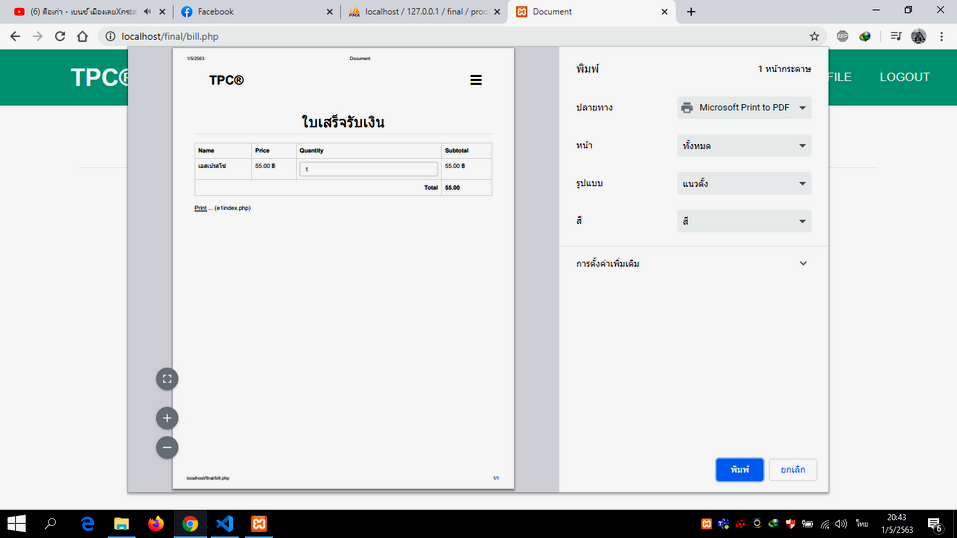 (6) คือเก่า - เบนซ์ เมืองเลยXกระต่
Facebook
localhost / 127.0.0.1 / final / prod
Document
localhost/final/bill.php
TPC®
FILE
LOGOUT
1/5/2563
Document
TPC®
ใบเสร็จรับเงิน
Name Price Quantity Subtotal
เอสเปรสโซ่ 55.00 ฿ 1 55.00 ฿
Total 55.00
Print ... (e1index.php)
localhost/final/bill.php
1/1
พิมพ์
1 หน้ากระดาษ
ปลายทาง
Microsoft Print to PDF
หน้า
ทั้งหมด
รูปแบบ
แนวตั้ง
สี
สี
การตั้งค่าเพิ่มเติม
พิมพ์
ยกเลิก
ไทย
20:43
1/5/2563
6